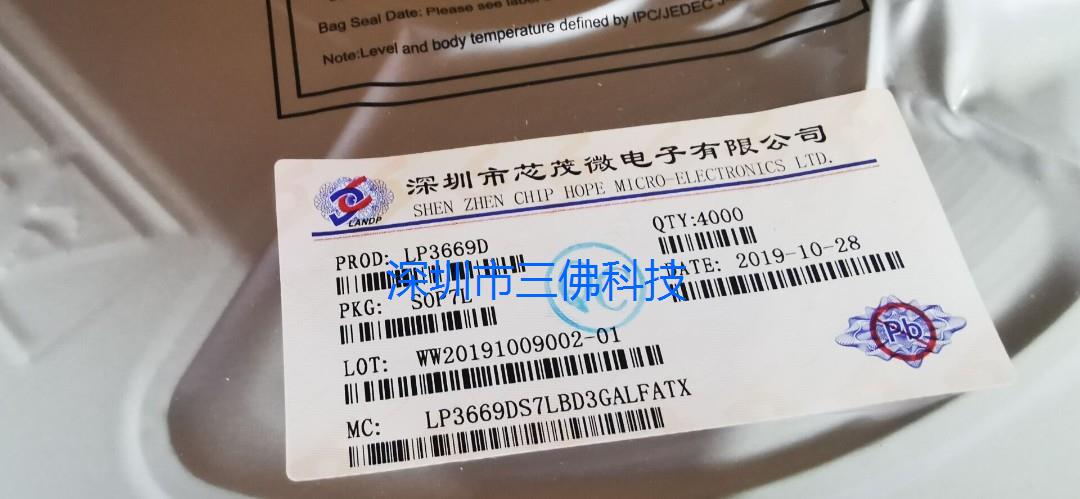 Bag Seal Date: Please see label
Note:Level and body temperature defined by IPC/JEDEC
深圳市芯茂微电子有限公司
SHEN ZHEN CHIP HOPE MICRO-ELECTRONICS LTD.
LANDP
PROD: LP3669D
QTY:4000
深圳市三佛科技
DATE: 2019-10-28
PKG: SOP7L
QC
Pb
LOT: WW20191009002-01
MC: LP3669DS7LBD3GALFATX